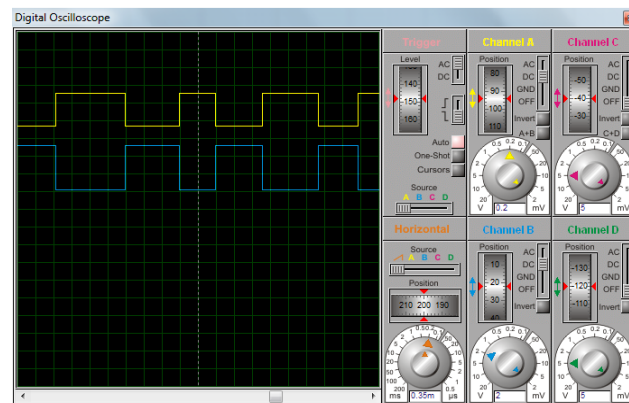 Digital Oscilloscope
Trigger
Level
AC
DC
140
150
160
Auto
One-Shot
Cursors
Source
A B C D
Channel A
Position
AC
DC
GND
OFF
80
90
100
110
Invert
A+B
V 0.2 mV
Channel C
Position
AC
DC
GND
OFF
-50
-40
-30
Invert
C+D
V 5 mV
Horizontal
Source
A B C D
Position
210 200 190
ms 0.35m µs
Channel B
Position
AC
DC
GND
OFF
10
20
30
40
Invert
V 2 mV
Channel D
Position
AC
DC
GND
OFF
-130
-120
-110
Invert
V 5 mV